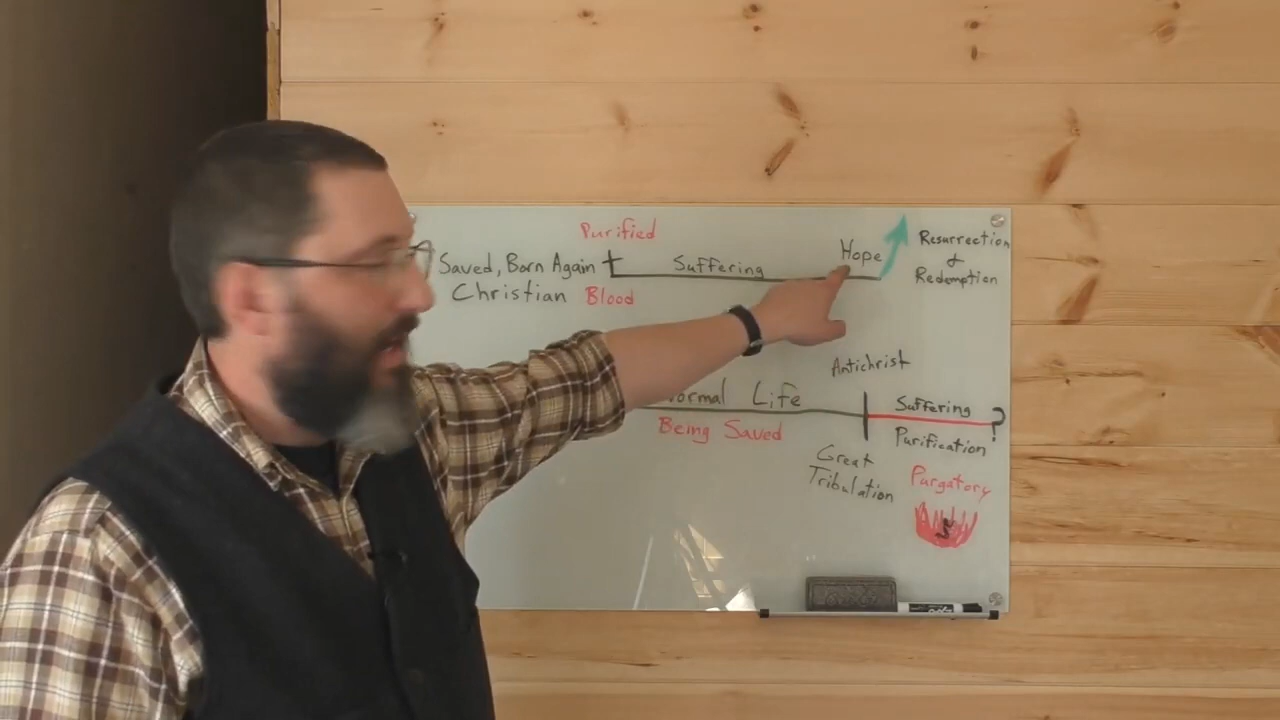 Purified
Saved, Born Again Suffering Hope
Christian Blood
Resurrection
&
Redemption
Antichrist
Normal Life
Being Saved
Suffering ?
Purification
Great
Tribulation
Purgatory